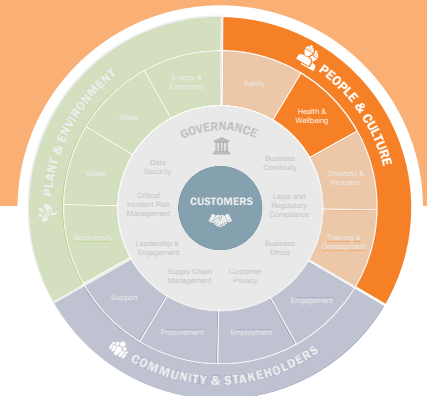 PLANT & ENVIRONMENT
Energy &
Emissions
Water
Waste
Biodiversity
PEOPLE & CULTURE
Safety
Health &
Wellbeing
Diversity &
Inclusion
Training &
Development
GOVERNANCE
Data
Security
Business
Continuity
Critical
Incident Risk
Management
Legal and
Regulatory
Compliance
Leadership &
Engagement
Business
Ethics
Supply Chain
Management
Customer
Privacy
CUSTOMERS
Support
Procurement
Employment
Engagement
COMMUNITY & STAKEHOLDERS